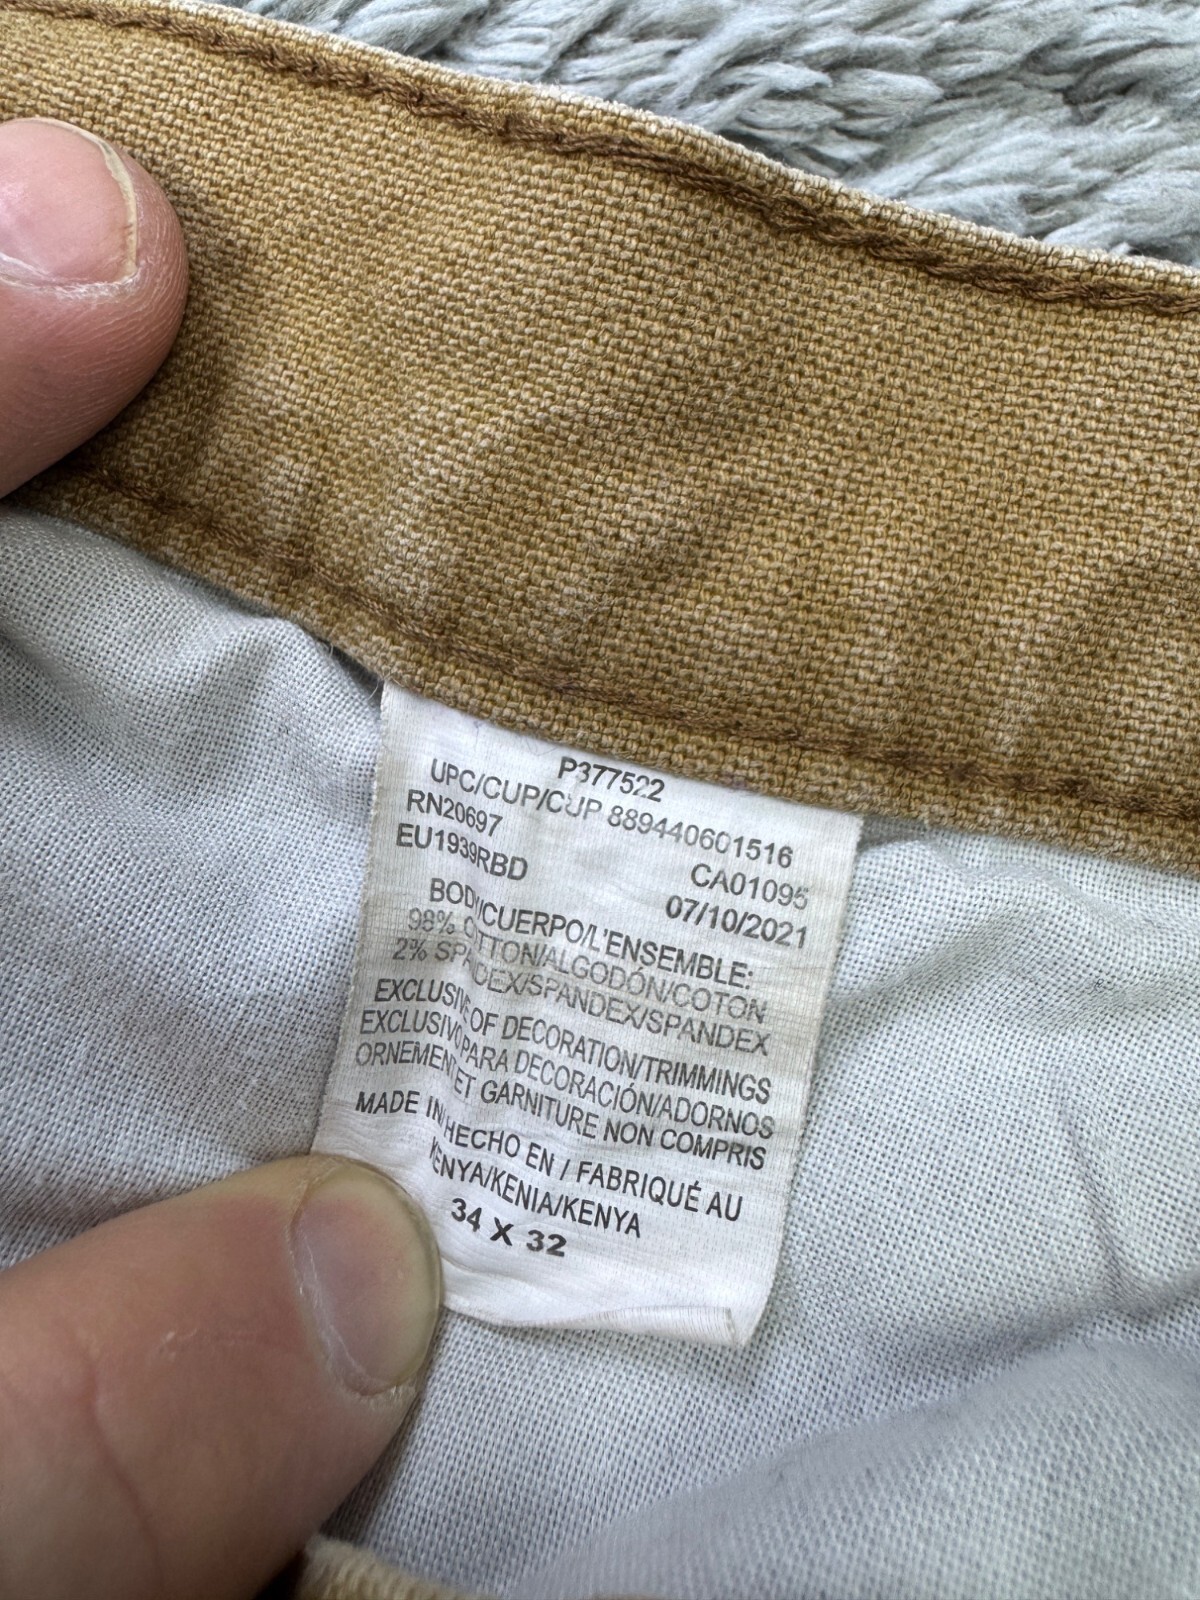 P377522
UPC/CUP/CUP 889440601516
RN20697 CA01095
EU1939RBD 07/10/2021
BODY/CUERPO/L'ENSEMBLE:
98% COTTON/ALGODÓN/COTON
2% SPANDEX/SPANDEX/SPANDEX
EXCLUSIVE OF DECORATION/TRIMMINGS
EXCLUSIVO PARA DECORACIÓN/ADORNOS
ORNEMENT ET GARNITURE NON COMPRIS
MADE IN/HECHO EN / FABRIQUÉ AU
KENYA/KENIA/KENYA
34 X 32